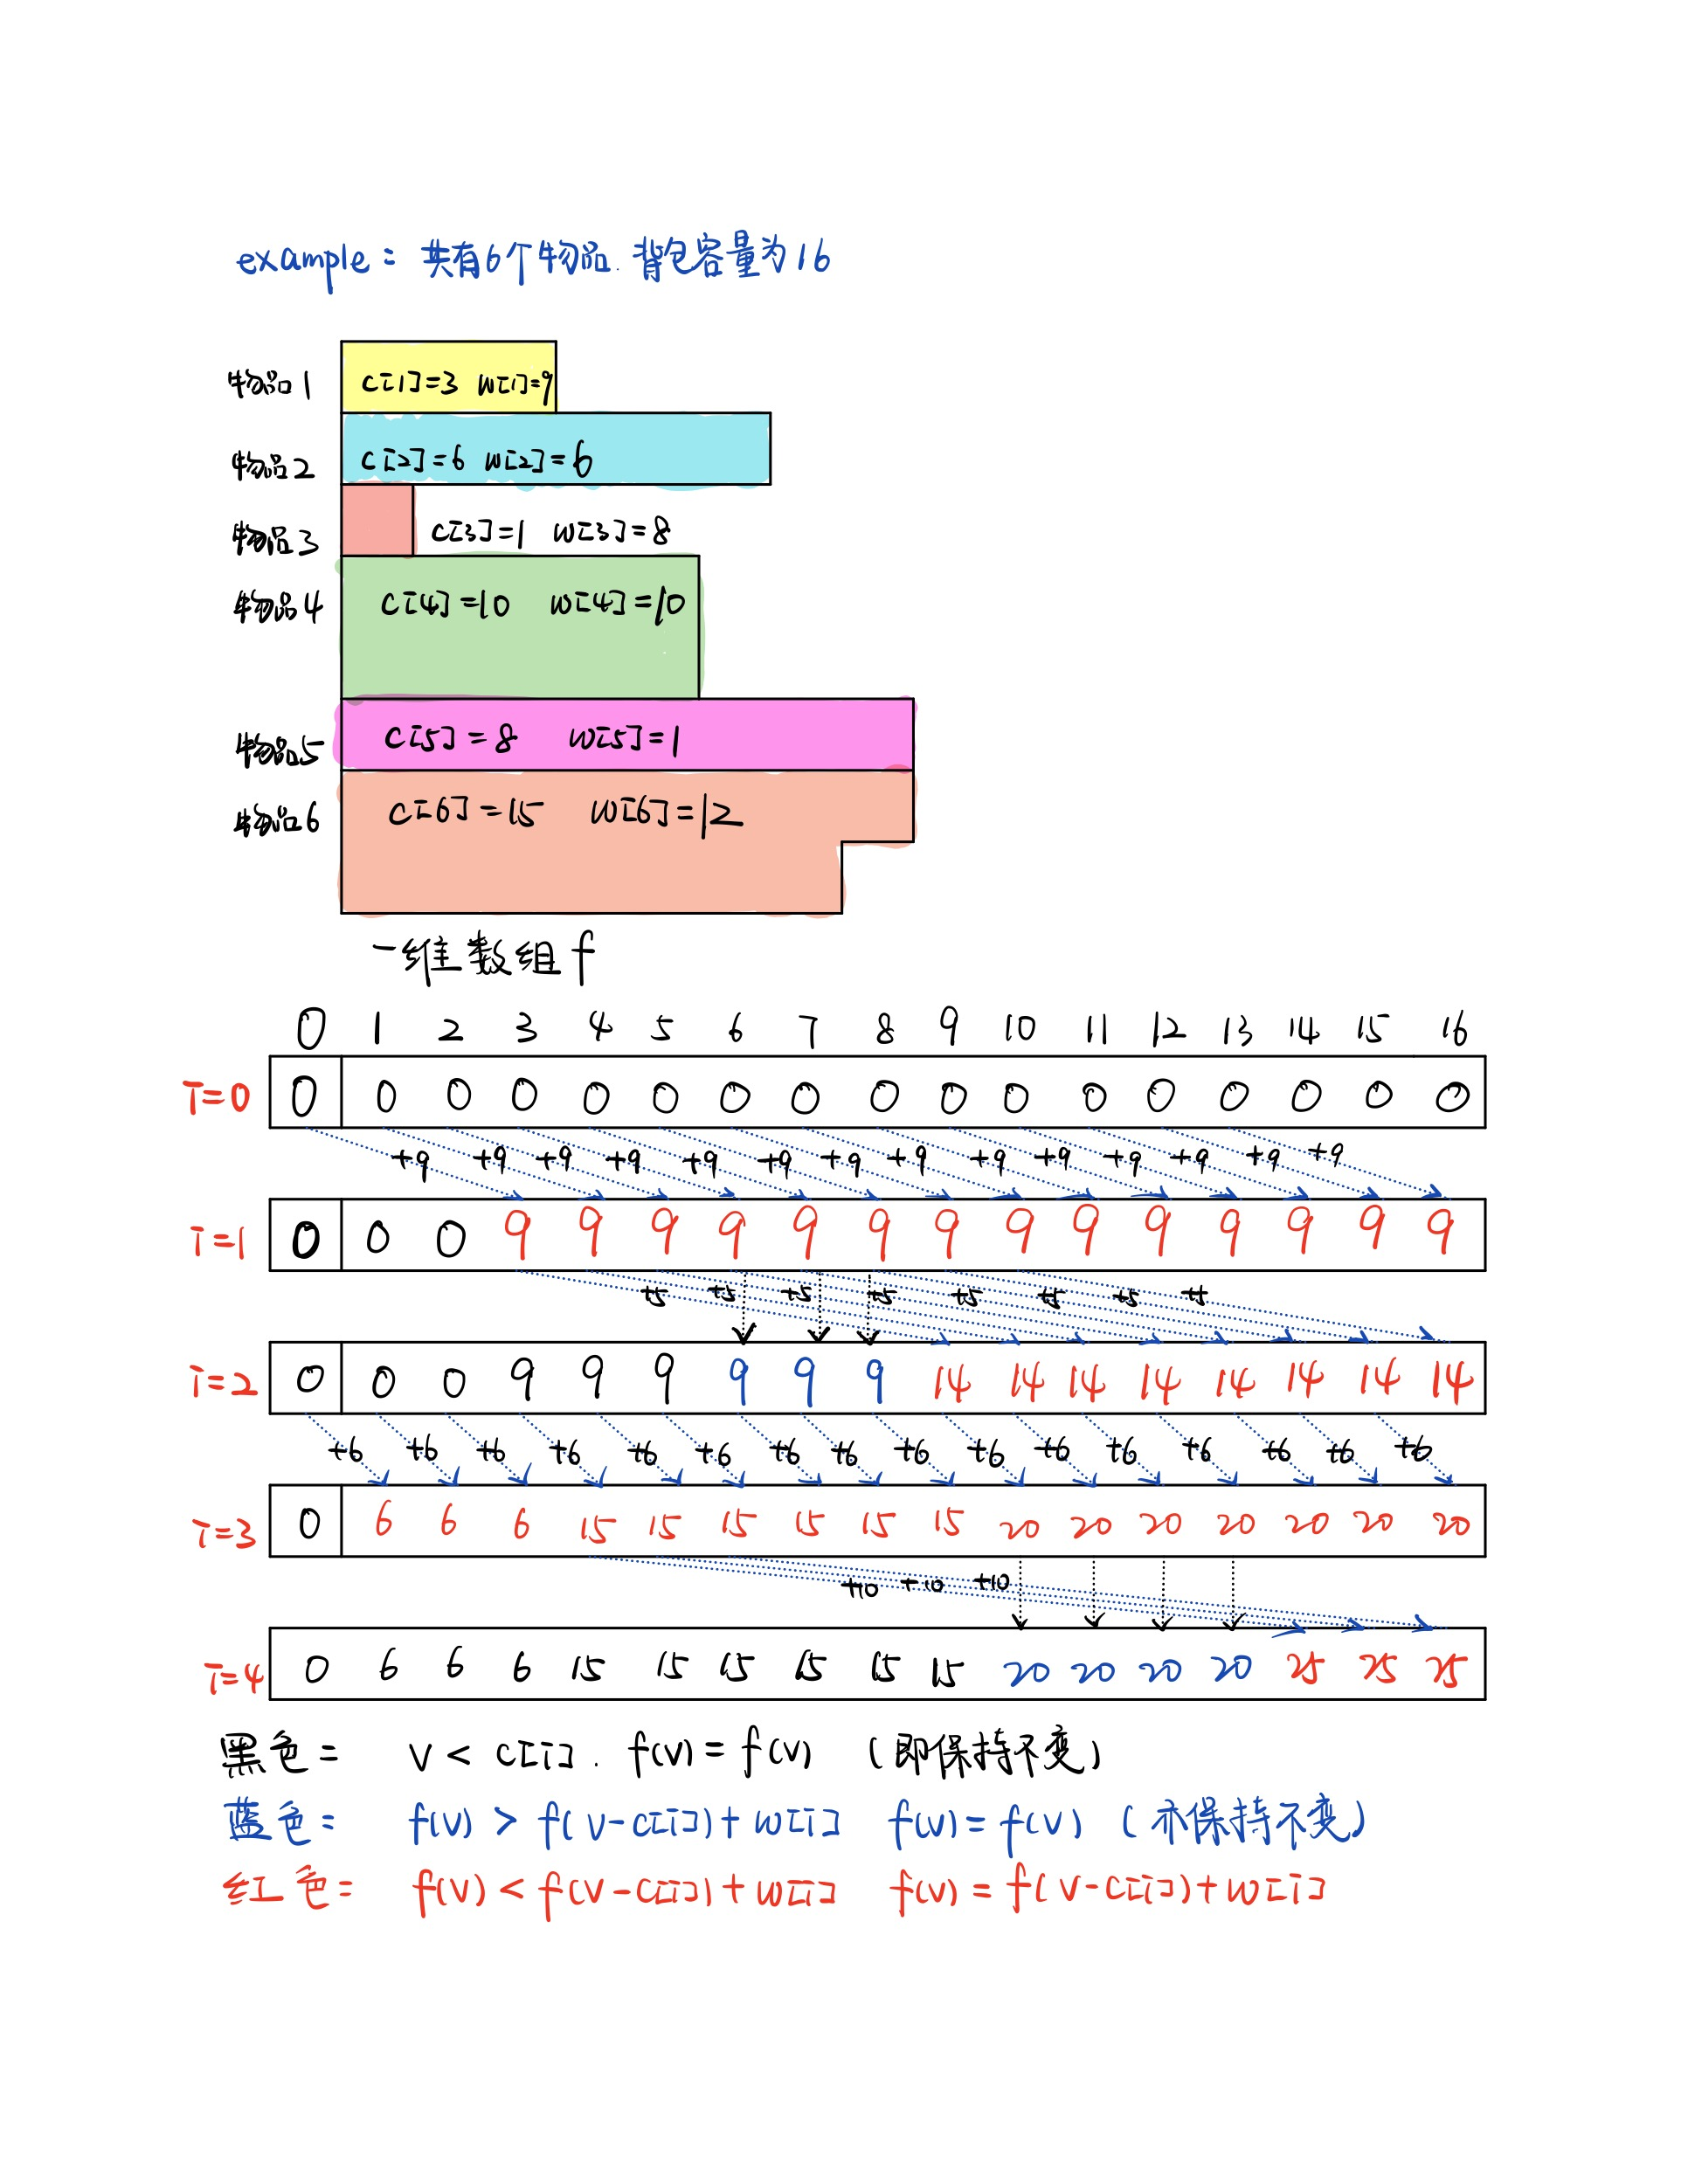 example: 共有6个物品. 背包容量为16
物品1 c[1]=3 w[1]=9
物品2 c[2]=6 w[2]=6
物品3 c[3]=1 w[3]=8
物品4 c[4]=10 w[4]=10
物品5 c[5]=8 w[5]=1
物品6 c[6]=15 w[6]=12
一维数组f
0 1 2 3 4 5 6 7 8 9 10 11 12 13 14 15 16
i=0 0 0 0 0 0 0 0 0 0 0 0 0 0 0 0 0 0
+9 +9 +9 +9 +9 +9 +9 +9 +9 +9 +9 +9 +9 +9
i=1 0 0 0 9 9 9 9 9 9 9 9 9 9 9 9 9 9
+5 +5 +5 +5 +5 +5 +5 +5
i=2 0 0 0 9 9 9 9 9 9 14 14 14 14 14 14 14 14
+6 +6 +6 +6 +6 +6 +6 +6 +6 +6 +6 +6 +6 +6 +6 +6
i=3 0 6 6 6 15 15 15 15 15 15 20 20 20 20 20 20 20
+10 +10 +10
i=4 0 6 6 6 15 15 15 15 15 15 20 20 20 20 25 25 25
黑色: v < c[i]. f(v) = f(v) (即保持不变)
蓝色: f(v) > f(v-c[i])+w[i] f(v)=f(v) (亦保持不变)
红色: f(v) < f(v-c[i])+w[i] f(v)=f(v-c[i])+w[i]